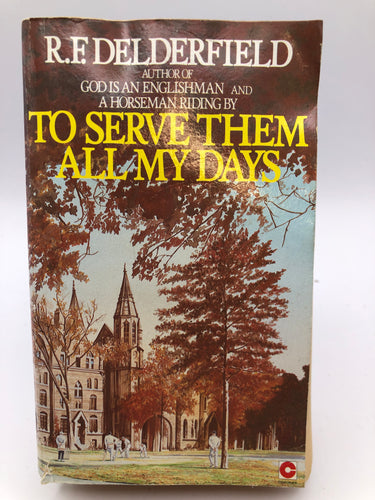 R.F. DELDERFIELD
AUTHOR OF
GOD IS AN ENGLISHMAN AND
A HORSEMAN RIDING BY
TO SERVE THEM
ALL MY DAYS